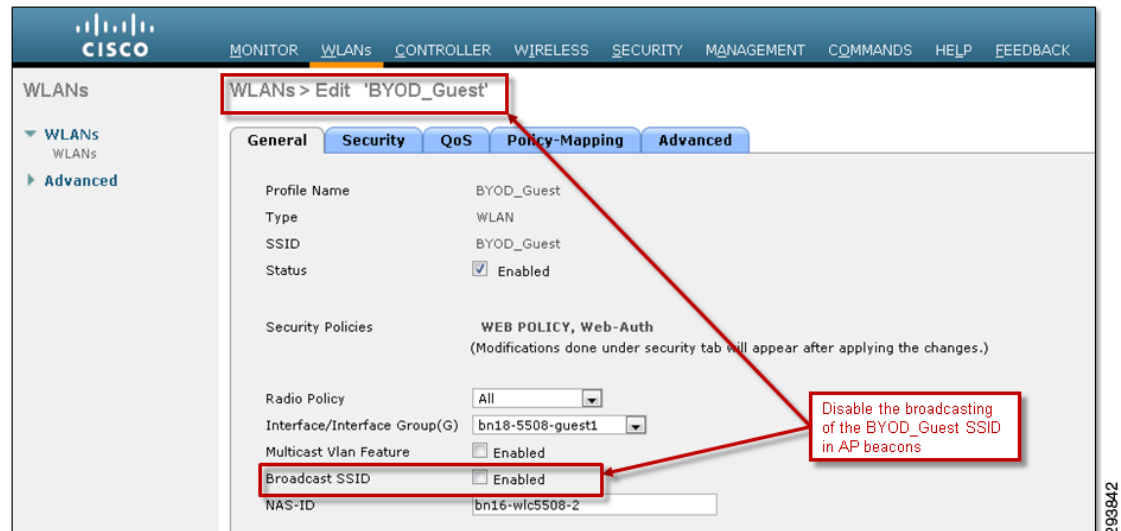 CISCO
MONITOR WLANs CONTROLLER WIRELESS SECURITY MANAGEMENT COMMANDS HELP FEEDBACK
WLANs
WLANs > Edit 'BYOD_Guest'
WLANs
WLANs
Advanced
General Security QoS Policy-Mapping Advanced
Profile Name BYOD_Guest
Type WLAN
SSID BYOD_Guest
Status Enabled
Security Policies WEB POLICY, Web-Auth
(Modifications done under security tab will appear after applying the changes.)
Radio Policy All
Interface/Interface Group(G) bn18-5508-guest1
Multicast Vlan Feature Enabled
Broadcast SSID Enabled
NAS-ID bn16-wlc5508-2
Disable the broadcasting
of the BYOD_Guest SSID
in AP beacons
293842